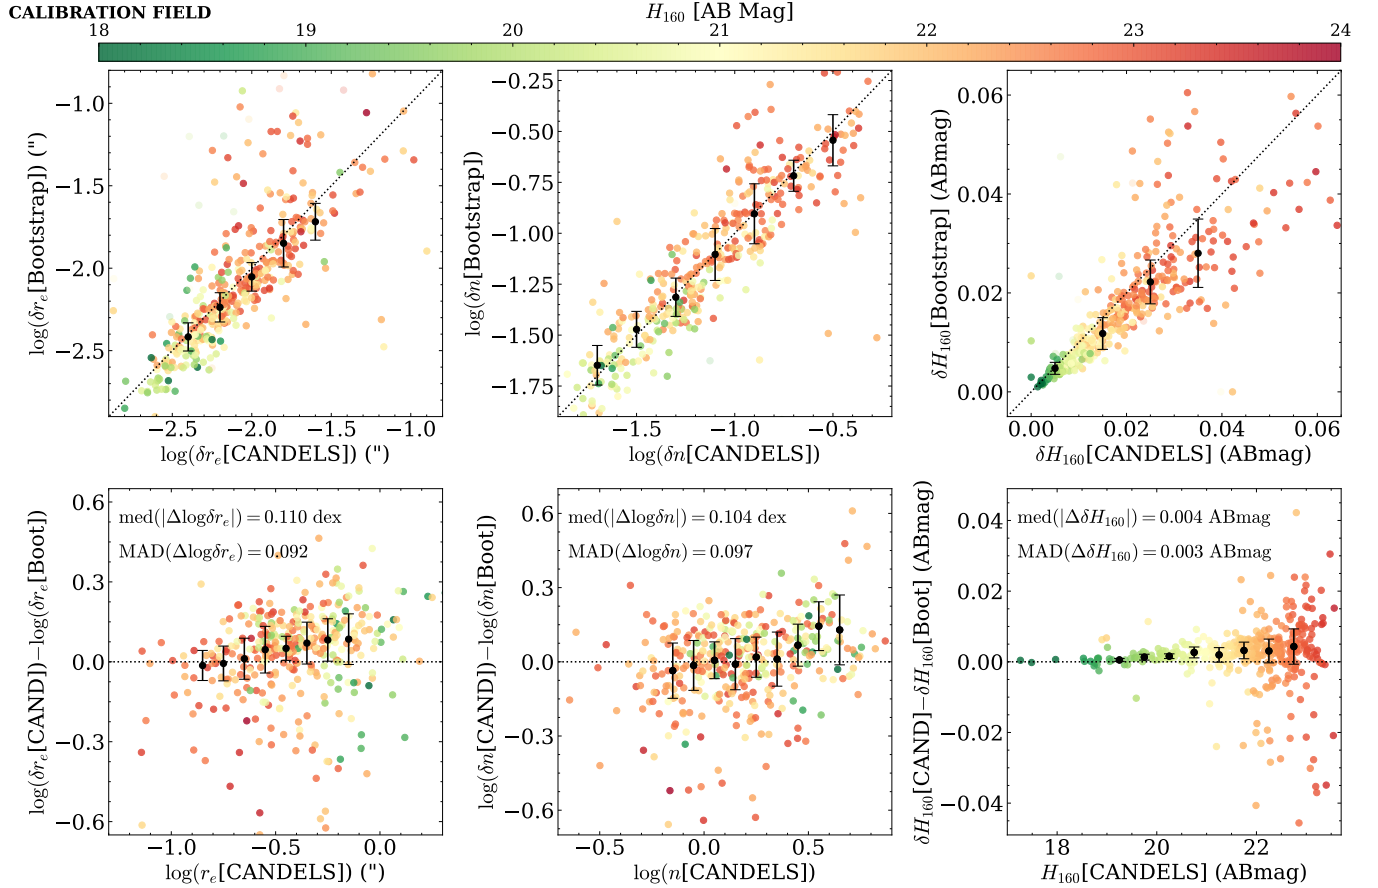 CALIBRATION FIELD
H₁₆₀ [AB Mag]
18 19 20 21 22 23 24
log(δrₑ[Bootstrap]) (")
−1.0
−1.5
−2.0
−2.5
−2.5 −2.0 −1.5 −1.0
log(δrₑ[CANDELS]) (")
log(δn[Bootstrap])
−0.25
−0.50
−0.75
−1.00
−1.25
−1.50
−1.75
−1.5 −1.0 −0.5
log(δn[CANDELS])
δH₁₆₀[Bootstrap] (ABmag)
0.06
0.04
0.02
0.00
0.00 0.02 0.04 0.06
δH₁₆₀[CANDELS] (ABmag)
log(δrₑ[CAND])−log(δrₑ[Boot])
0.6
0.3
0.0
−0.3
−0.6
med(|Δlogδrₑ|) = 0.110 dex
MAD(Δlogδrₑ) = 0.092
−1.0 −0.5 0.0
log(rₑ[CANDELS]) (")
log(δn[CAND])−log(δn[Boot])
0.6
0.3
0.0
−0.3
−0.6
med(|Δlogδn|) = 0.104 dex
MAD(Δlogδn) = 0.097
−0.5 0.0 0.5
log(n[CANDELS])
δH₁₆₀[CAND]−δH₁₆₀[Boot] (ABmag)
0.04
0.02
0.00
−0.02
−0.04
med(|ΔδH₁₆₀|) = 0.004 ABmag
MAD(ΔδH₁₆₀) = 0.003 ABmag
18 20 22
H₁₆₀[CANDELS] (ABmag)